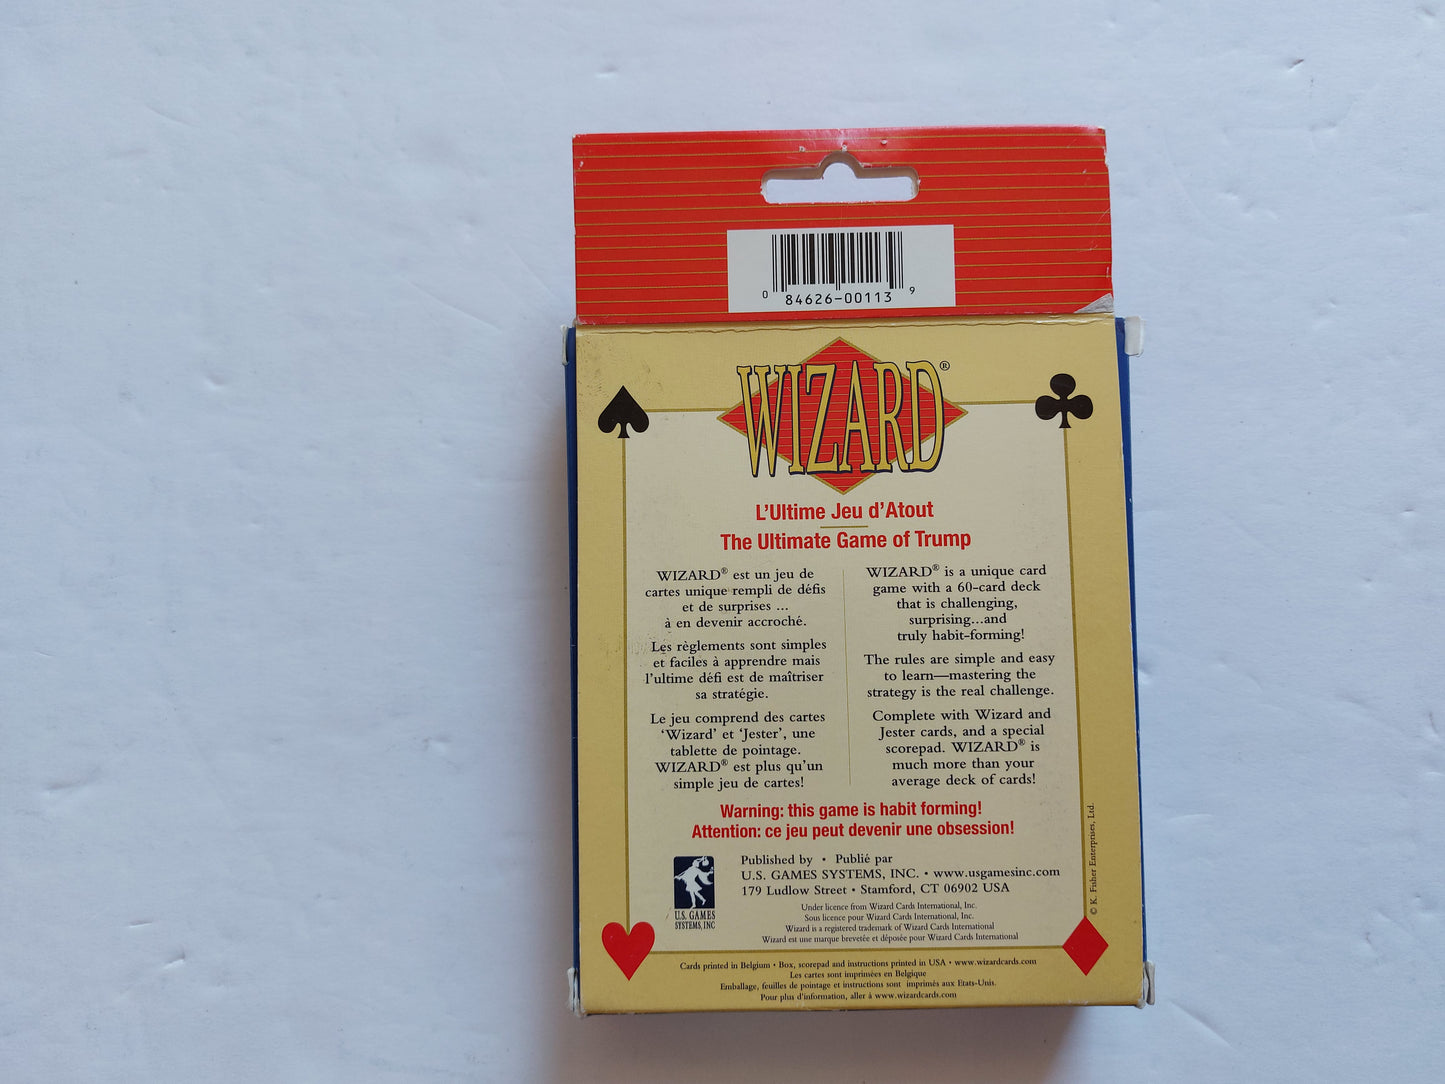 0 84626-00113 9
WIZARD®
L'Ultime Jeu d'Atout
The Ultimate Game of Trump
WIZARD® est un jeu de
cartes unique rempli de défis
et de surprises ...
à en devenir accroché.
Les règlements sont simples
et faciles à apprendre mais
l'ultime défi est de maîtriser
sa stratégie.
Le jeu comprend des cartes
'Wizard' et 'Jester', une
tablette de pointage.
WIZARD® est plus qu'un
simple jeu de cartes!
WIZARD® is a unique card
game with a 60-card deck
that is challenging,
surprising...and
truly habit-forming!
The rules are simple and easy
to learn—mastering the
strategy is the real challenge.
Complete with Wizard and
Jester cards, and a special
scorepad. WIZARD® is
much more than your
average deck of cards!
Warning: this game is habit forming!
Attention: ce jeu peut devenir une obsession!
U.S. GAMES
SYSTEMS, INC
Published by • Publié par
U.S. GAMES SYSTEMS, INC. • www.usgamesinc.com
179 Ludlow Street • Stamford, CT 06902 USA
Under licence from Wizard Cards International, Inc.
Sous licence pour Wizard Cards International, Inc.
Wizard is a registered trademark of Wizard Cards International
Wizard est une marque brevetée et déposée pour Wizard Cards International
© K. Fisher Enterprises, Ltd.
Cards printed in Belgium • Box, scorepad and instructions printed in USA • www.wizardcards.com
Les cartes sont imprimées en Belgique
Emballage, feuilles de pointage et instructions sont imprimés aux Etats-Unis.
Pour plus d'information, aller à www.wizardcards.com